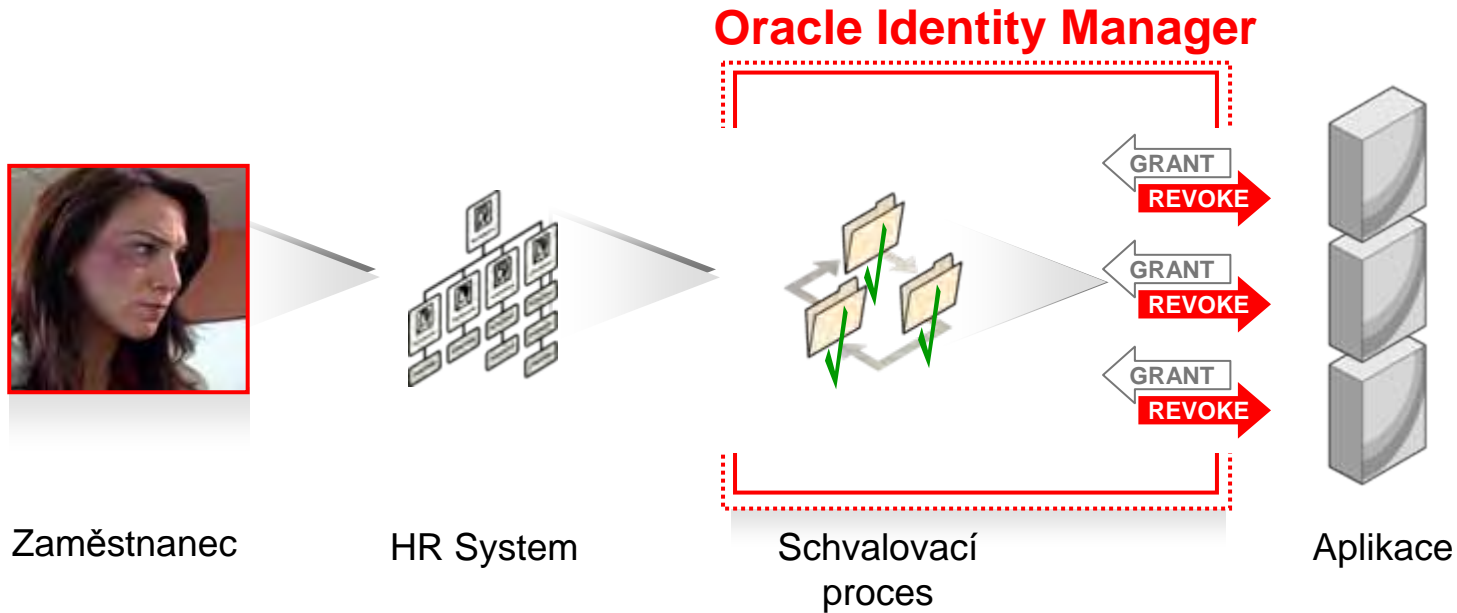 Oracle Identity Manager
GRANT
REVOKE
GRANT
REVOKE
GRANT
REVOKE
Zaměstnanec
HR System
Schvalovací
proces
Aplikace